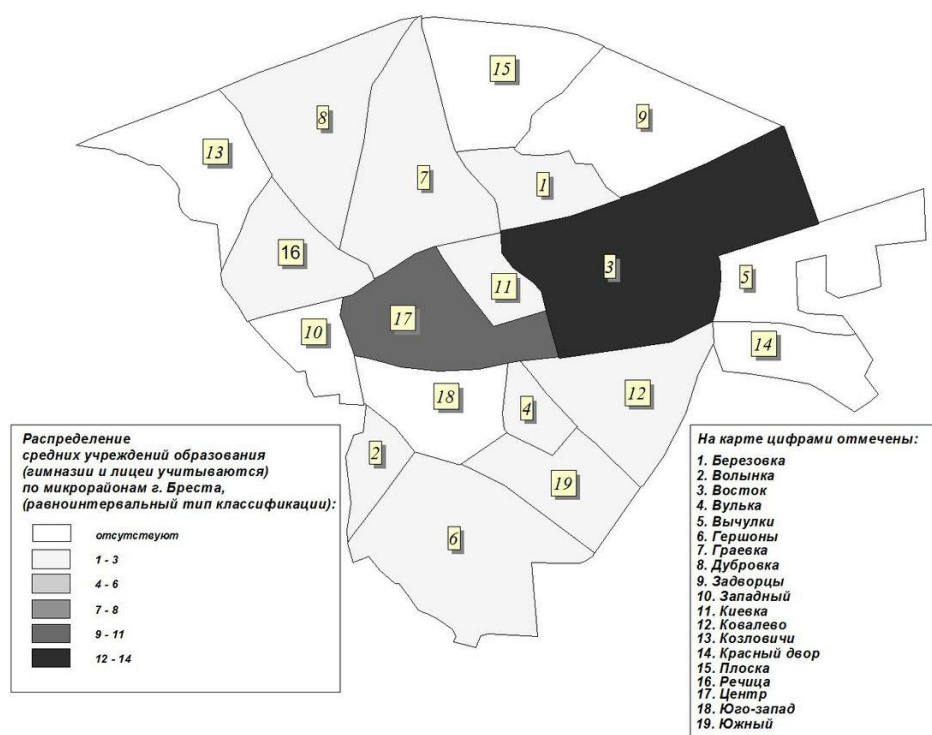 15
9
8
13
7
1
16
3
5
11
17
10
14
12
18
4
2
19
6
Распределение
средних учреждений образования
(гимназии и лицеи учитываются)
по микрорайонам г. Бреста,
(равноинтервальный тип классификации):
отсутствуют
1 - 3
4 - 6
7 - 8
9 - 11
12 - 14
На карте цифрами отмечены:
1. Березовка
2. Волынка
3. Восток
4. Вулька
5. Вычулки
6. Гершоны
7. Граевка
8. Дубровка
9. Задворцы
10. Западный
11. Киевка
12. Ковалево
13. Козловичи
14. Красный двор
15. Плоска
16. Речица
17. Центр
18. Юго-запад
19. Южный